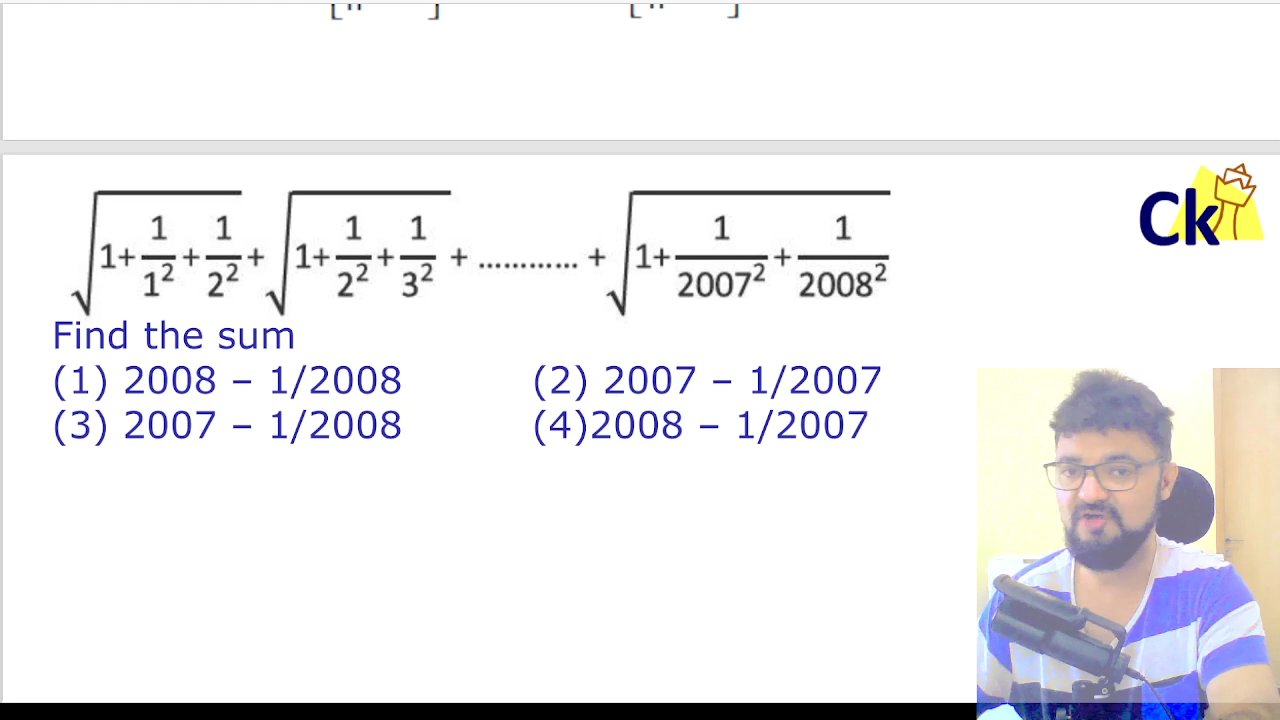 Ck
√(1+1/1²+1/2²) + √(1+1/2²+1/3²) + ............ + √(1+1/2007²+1/2008²)
Find the sum
(1) 2008 – 1/2008 (2) 2007 – 1/2007
(3) 2007 – 1/2008 (4)2008 – 1/2007